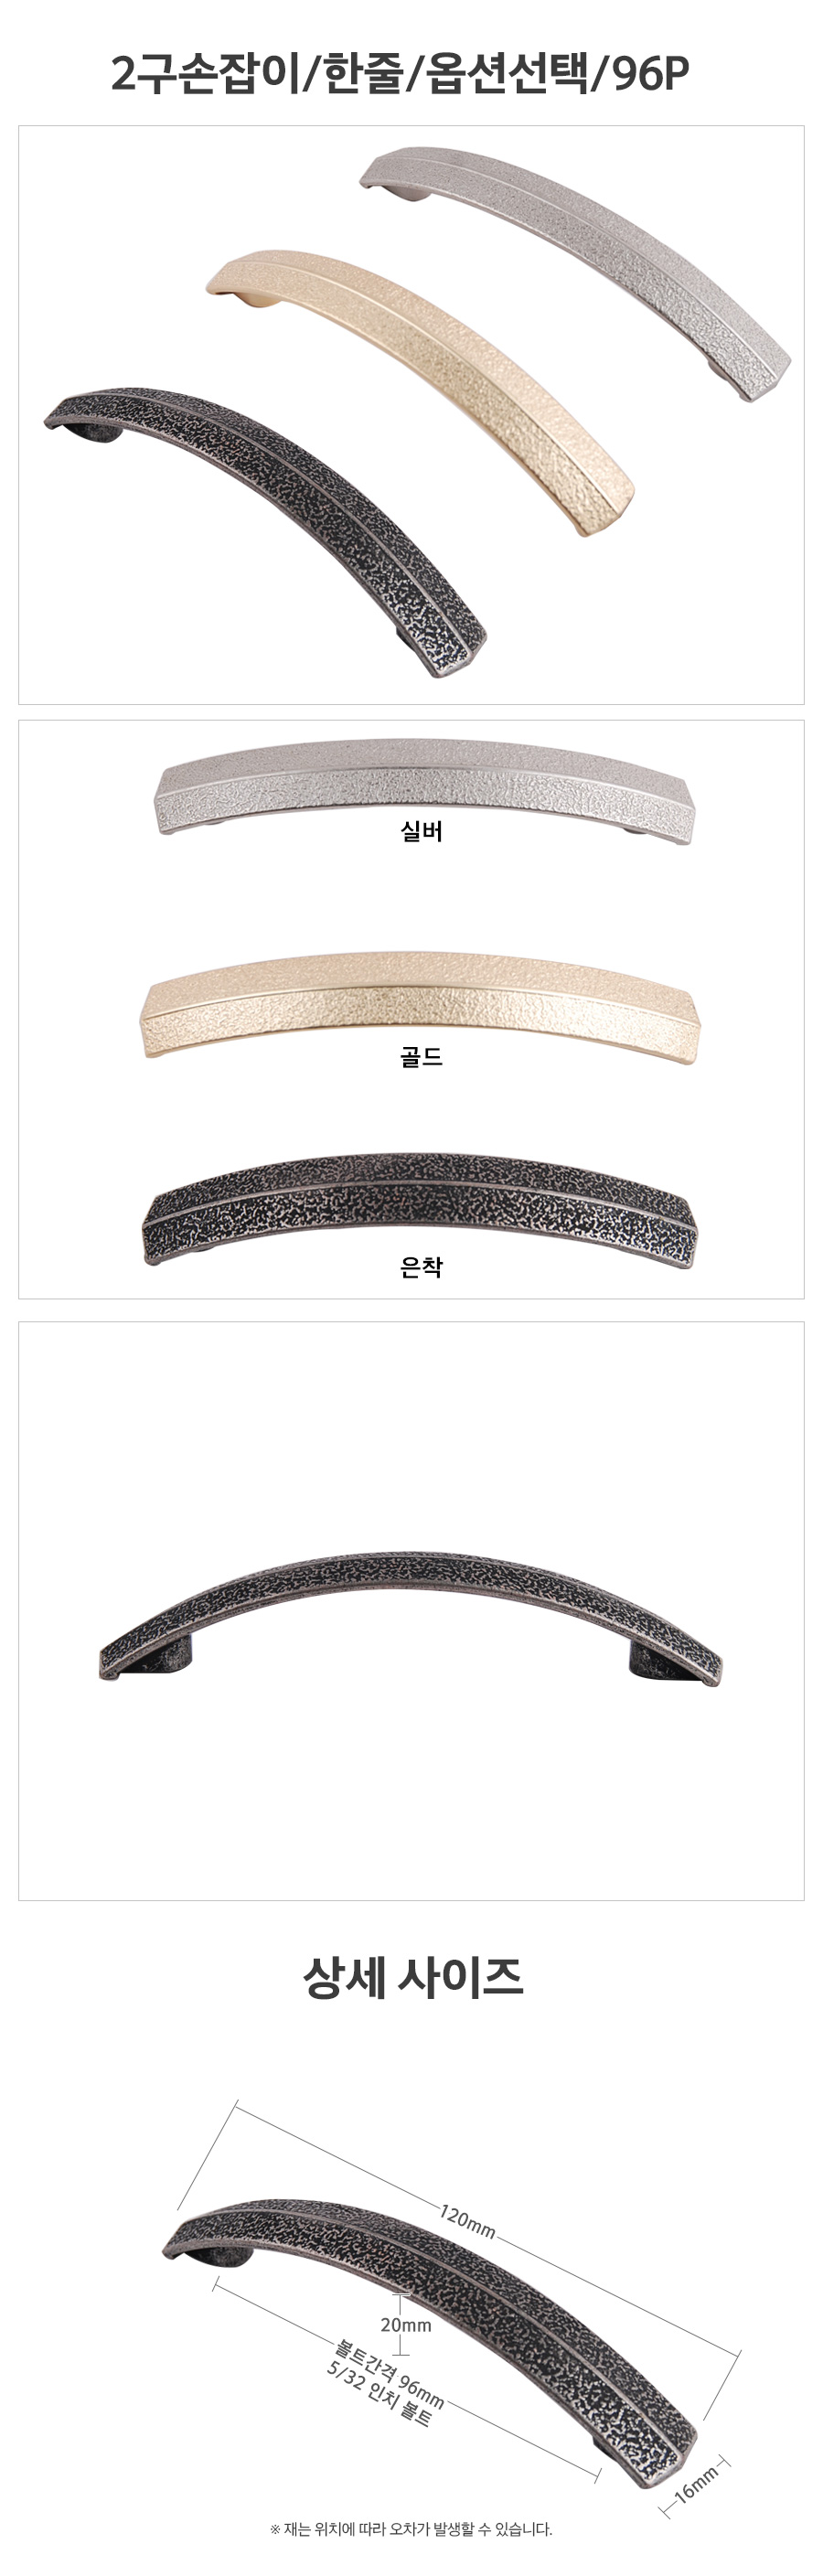 2구손잡이/한줄/옵션선택/96P
실버
골드
은착
상세 사이즈
120mm
20mm
볼트간격 96mm
5/32 인치 볼트
16mm
※ 재는 위치에 따라 오차가 발생할 수 있습니다.